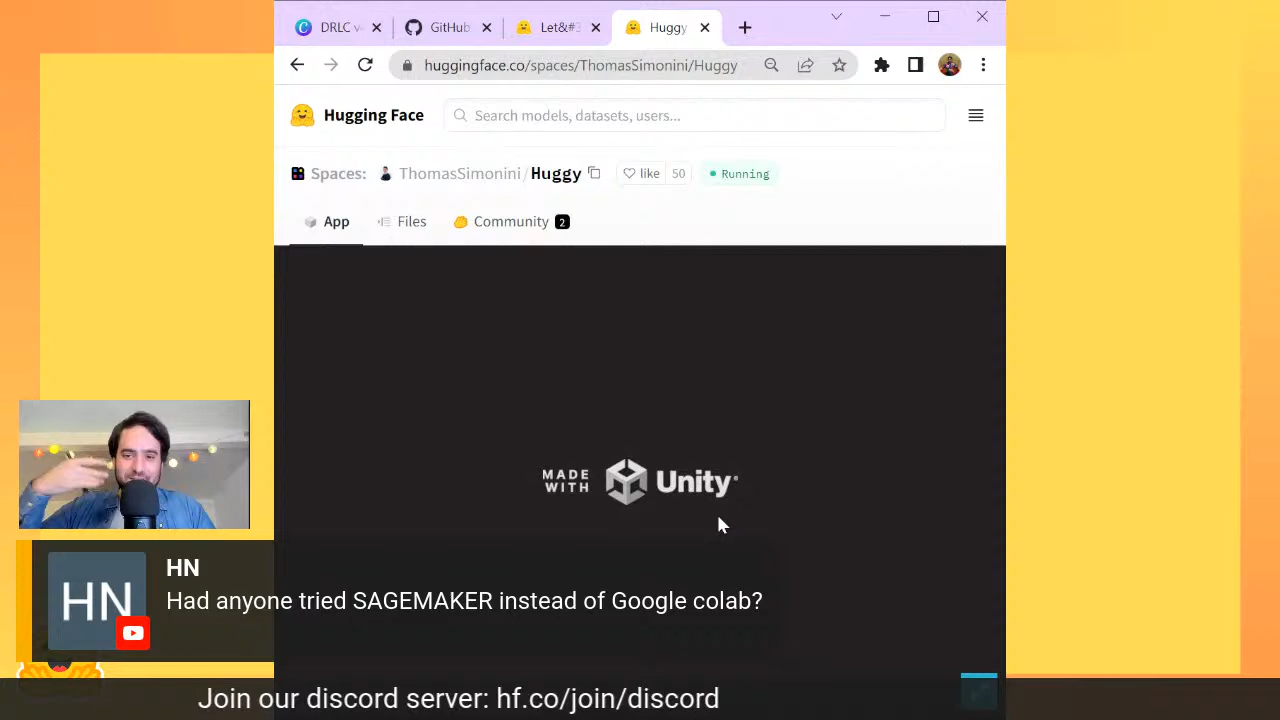 DRLC v
GitHub
Let&#3
Huggy
huggingface.co/spaces/ThomasSimonini/Huggy
Hugging Face
Search models, datasets, users...
Spaces: ThomasSimonini/Huggy
like 50
Running
App
Files
Community 2
MADE WITH Unity
HN
HN
Had anyone tried SAGEMAKER instead of Google colab?
Join our discord server: hf.co/join/discord